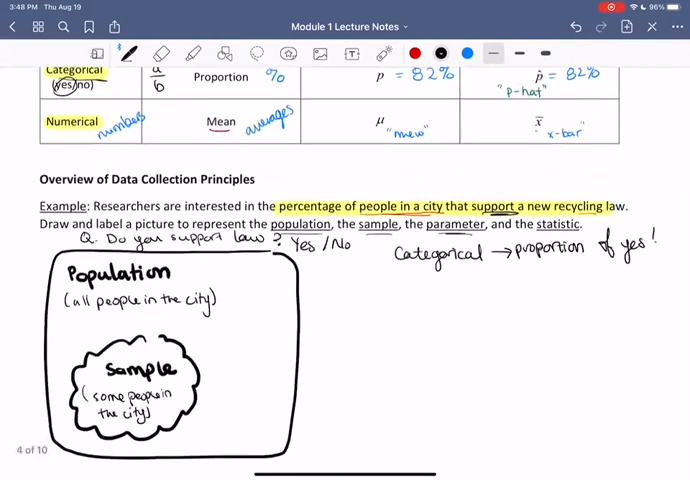 3:48 PM Thu Aug 19
96%
Module 1 Lecture Notes
Categorical
(yes/no)
a
b
Proportion %
p = 82%
p̂ = 82%
"p-hat"
Numerical numbers
Mean averages
μ
"mew"
x̄
"x-bar"
Overview of Data Collection Principles
Example: Researchers are interested in the percentage of people in a city that support a new recycling law.
Draw and label a picture to represent the population, the sample, the parameter, and the statistic.
Q. Do you support law? Yes/No
Categorical → proportion of yes!
Population
(all people in the city)
Sample
(some people in
the city)
4 of 10